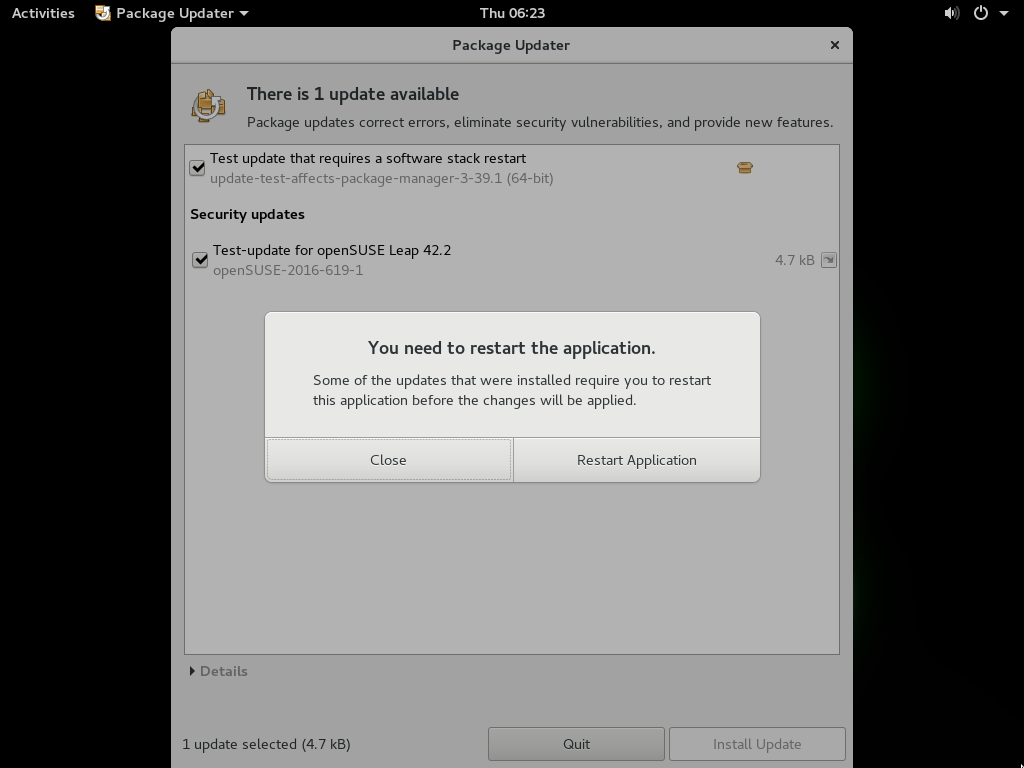 Activities Package Updater Thu 06:23
Package Updater
There is 1 update available
Package updates correct errors, eliminate security vulnerabilities, and provide new features.
Test update that requires a software stack restart
update-test-affects-package-manager-3-39.1 (64-bit)
Security updates
Test-update for openSUSE Leap 42.2
openSUSE-2016-619-1 4.7 kB
You need to restart the application.
Some of the updates that were installed require you to restart
this application before the changes will be applied.
Close Restart Application
Details
1 update selected (4.7 kB) Quit Install Update